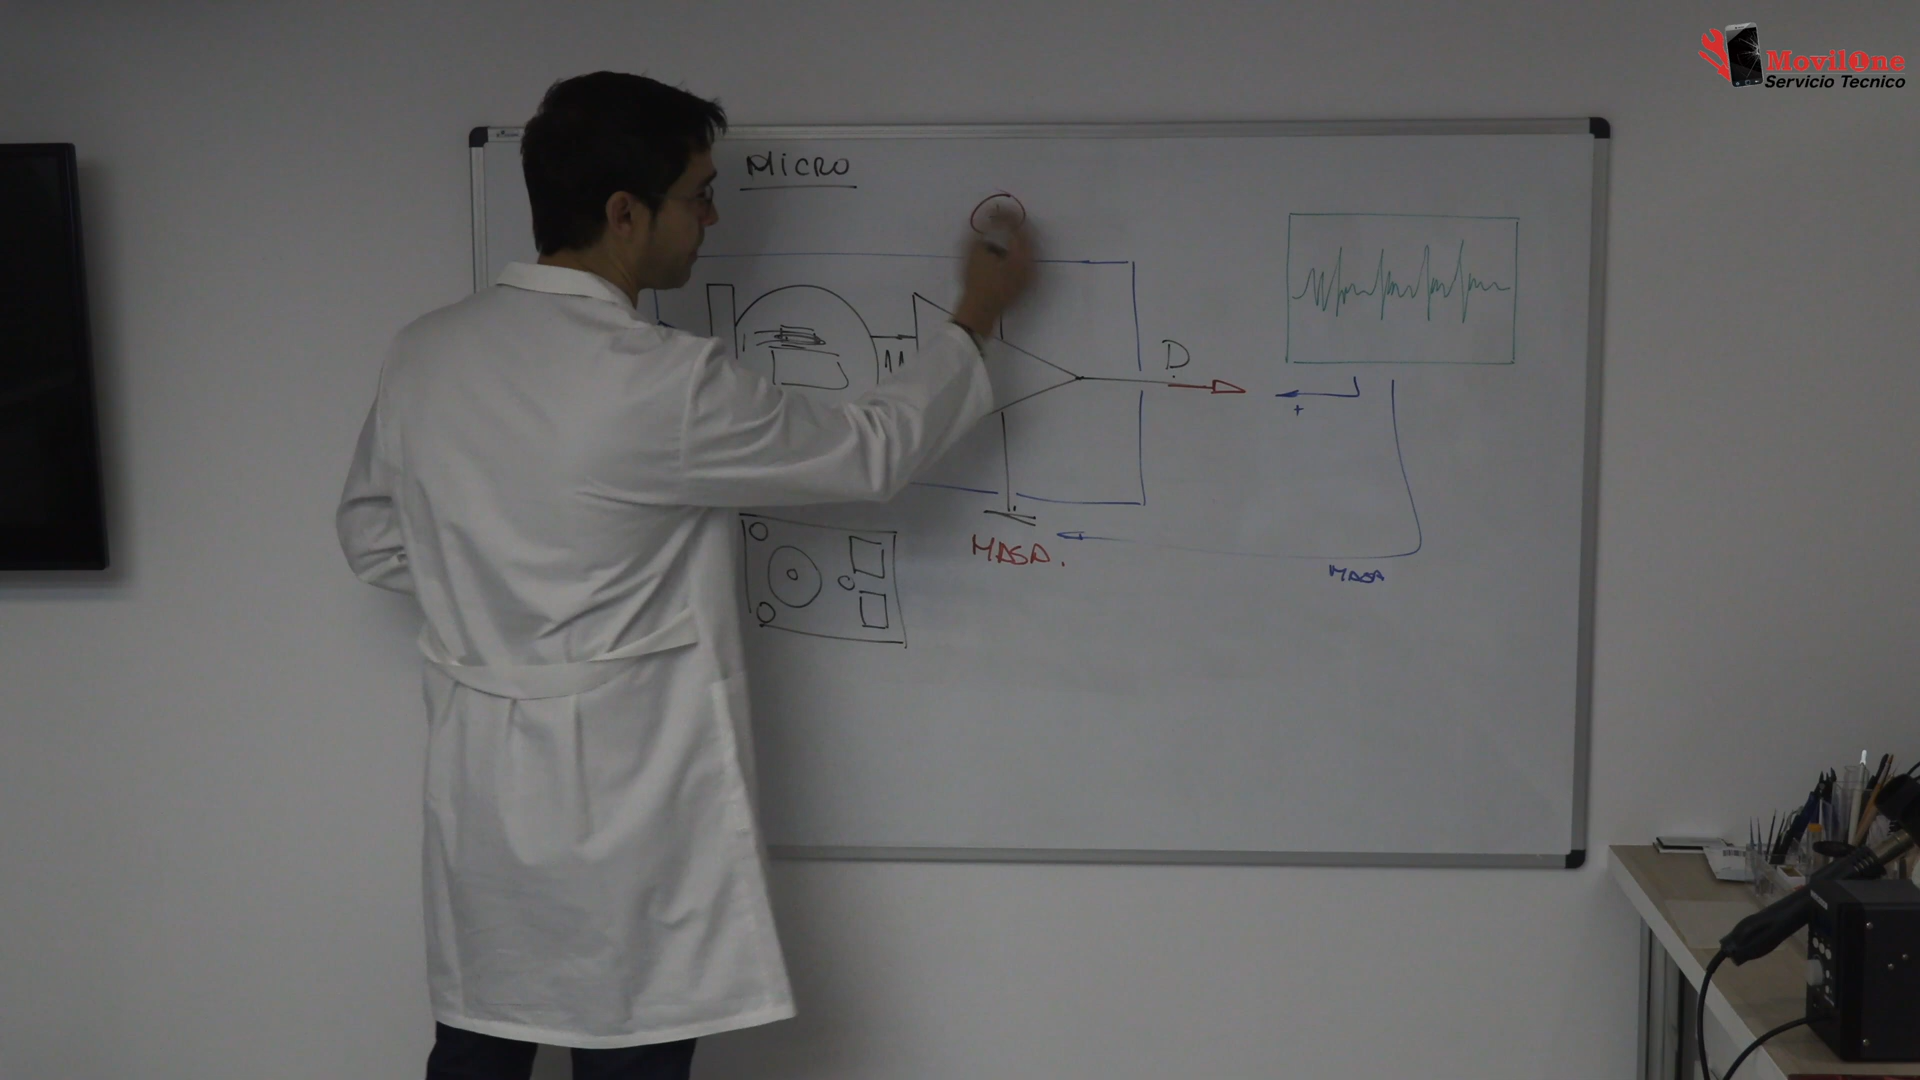 MovilOne
Servicio Tecnico
MICRO
D
+
MASA.
MASA